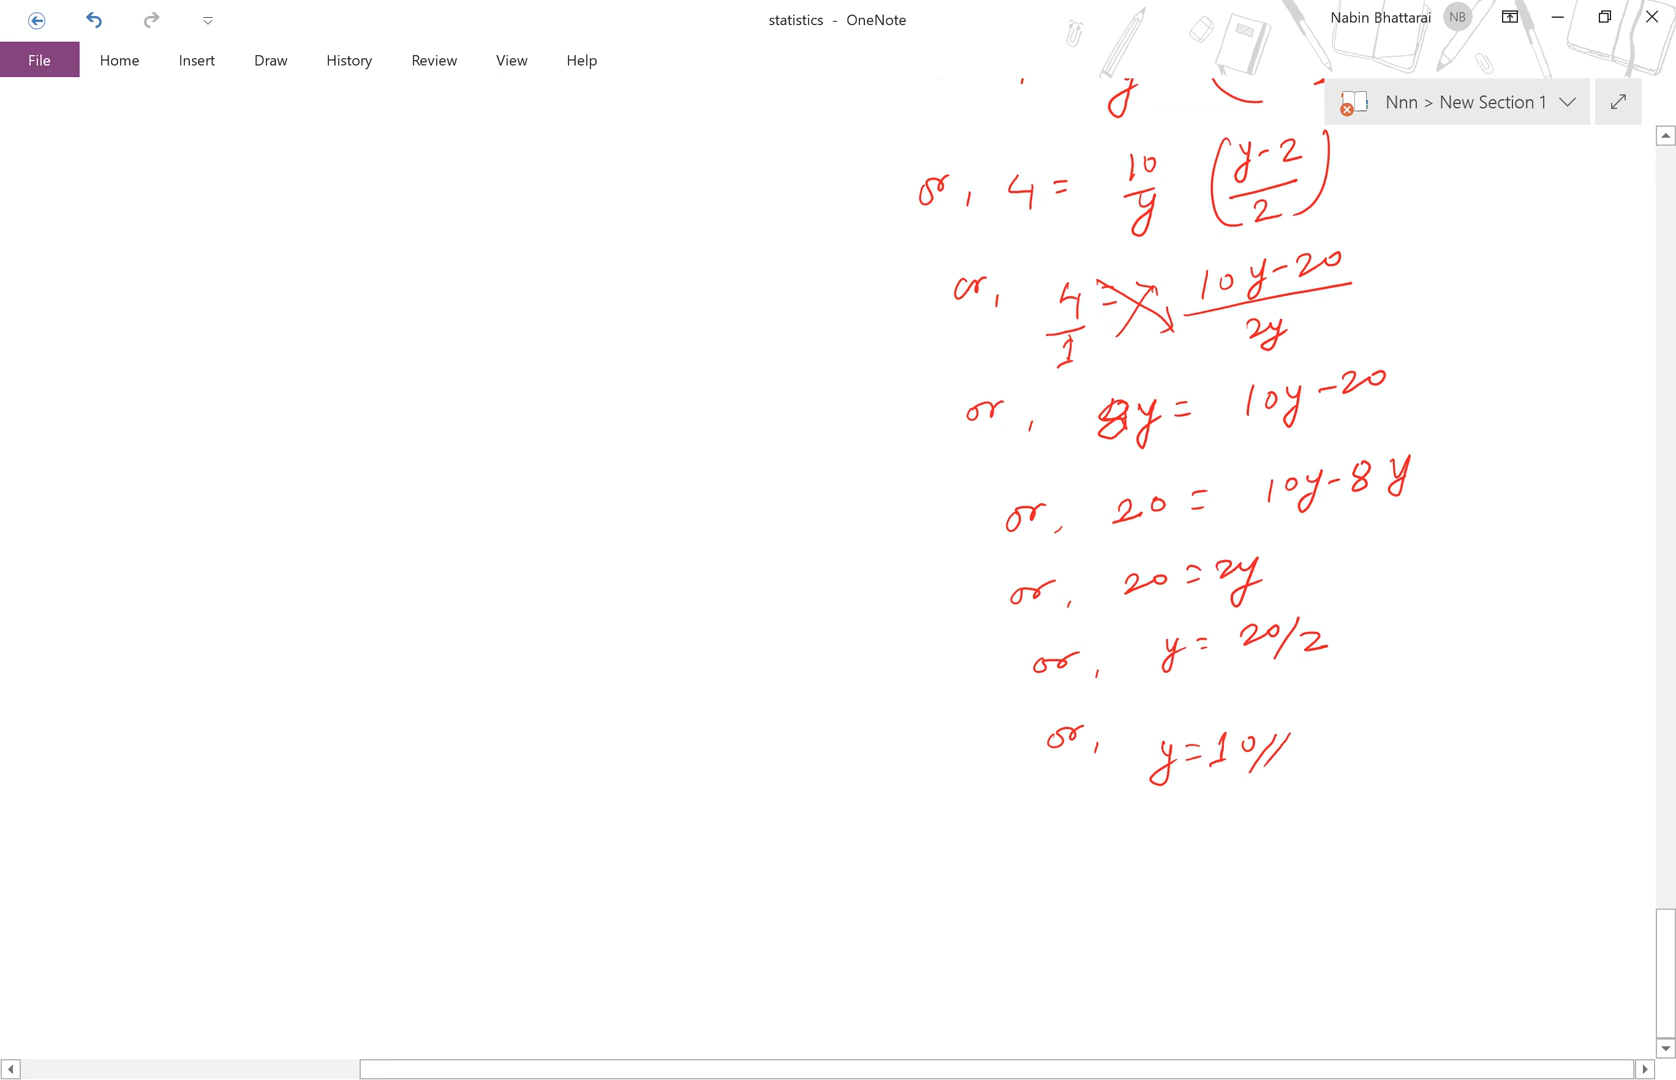 statistics - OneNote
Nabin Bhattarai NB
File Home Insert Draw History Review View Help
Nnn > New Section 1
y (
or, 4 = 10/y ((y-2)/2)
or, 4/1 = (10y-20)/2y
or, 8y = 10y-20
or, 20 = 10y-8y
or, 20 = 2y
or, y = 20/2
or, y = 10//